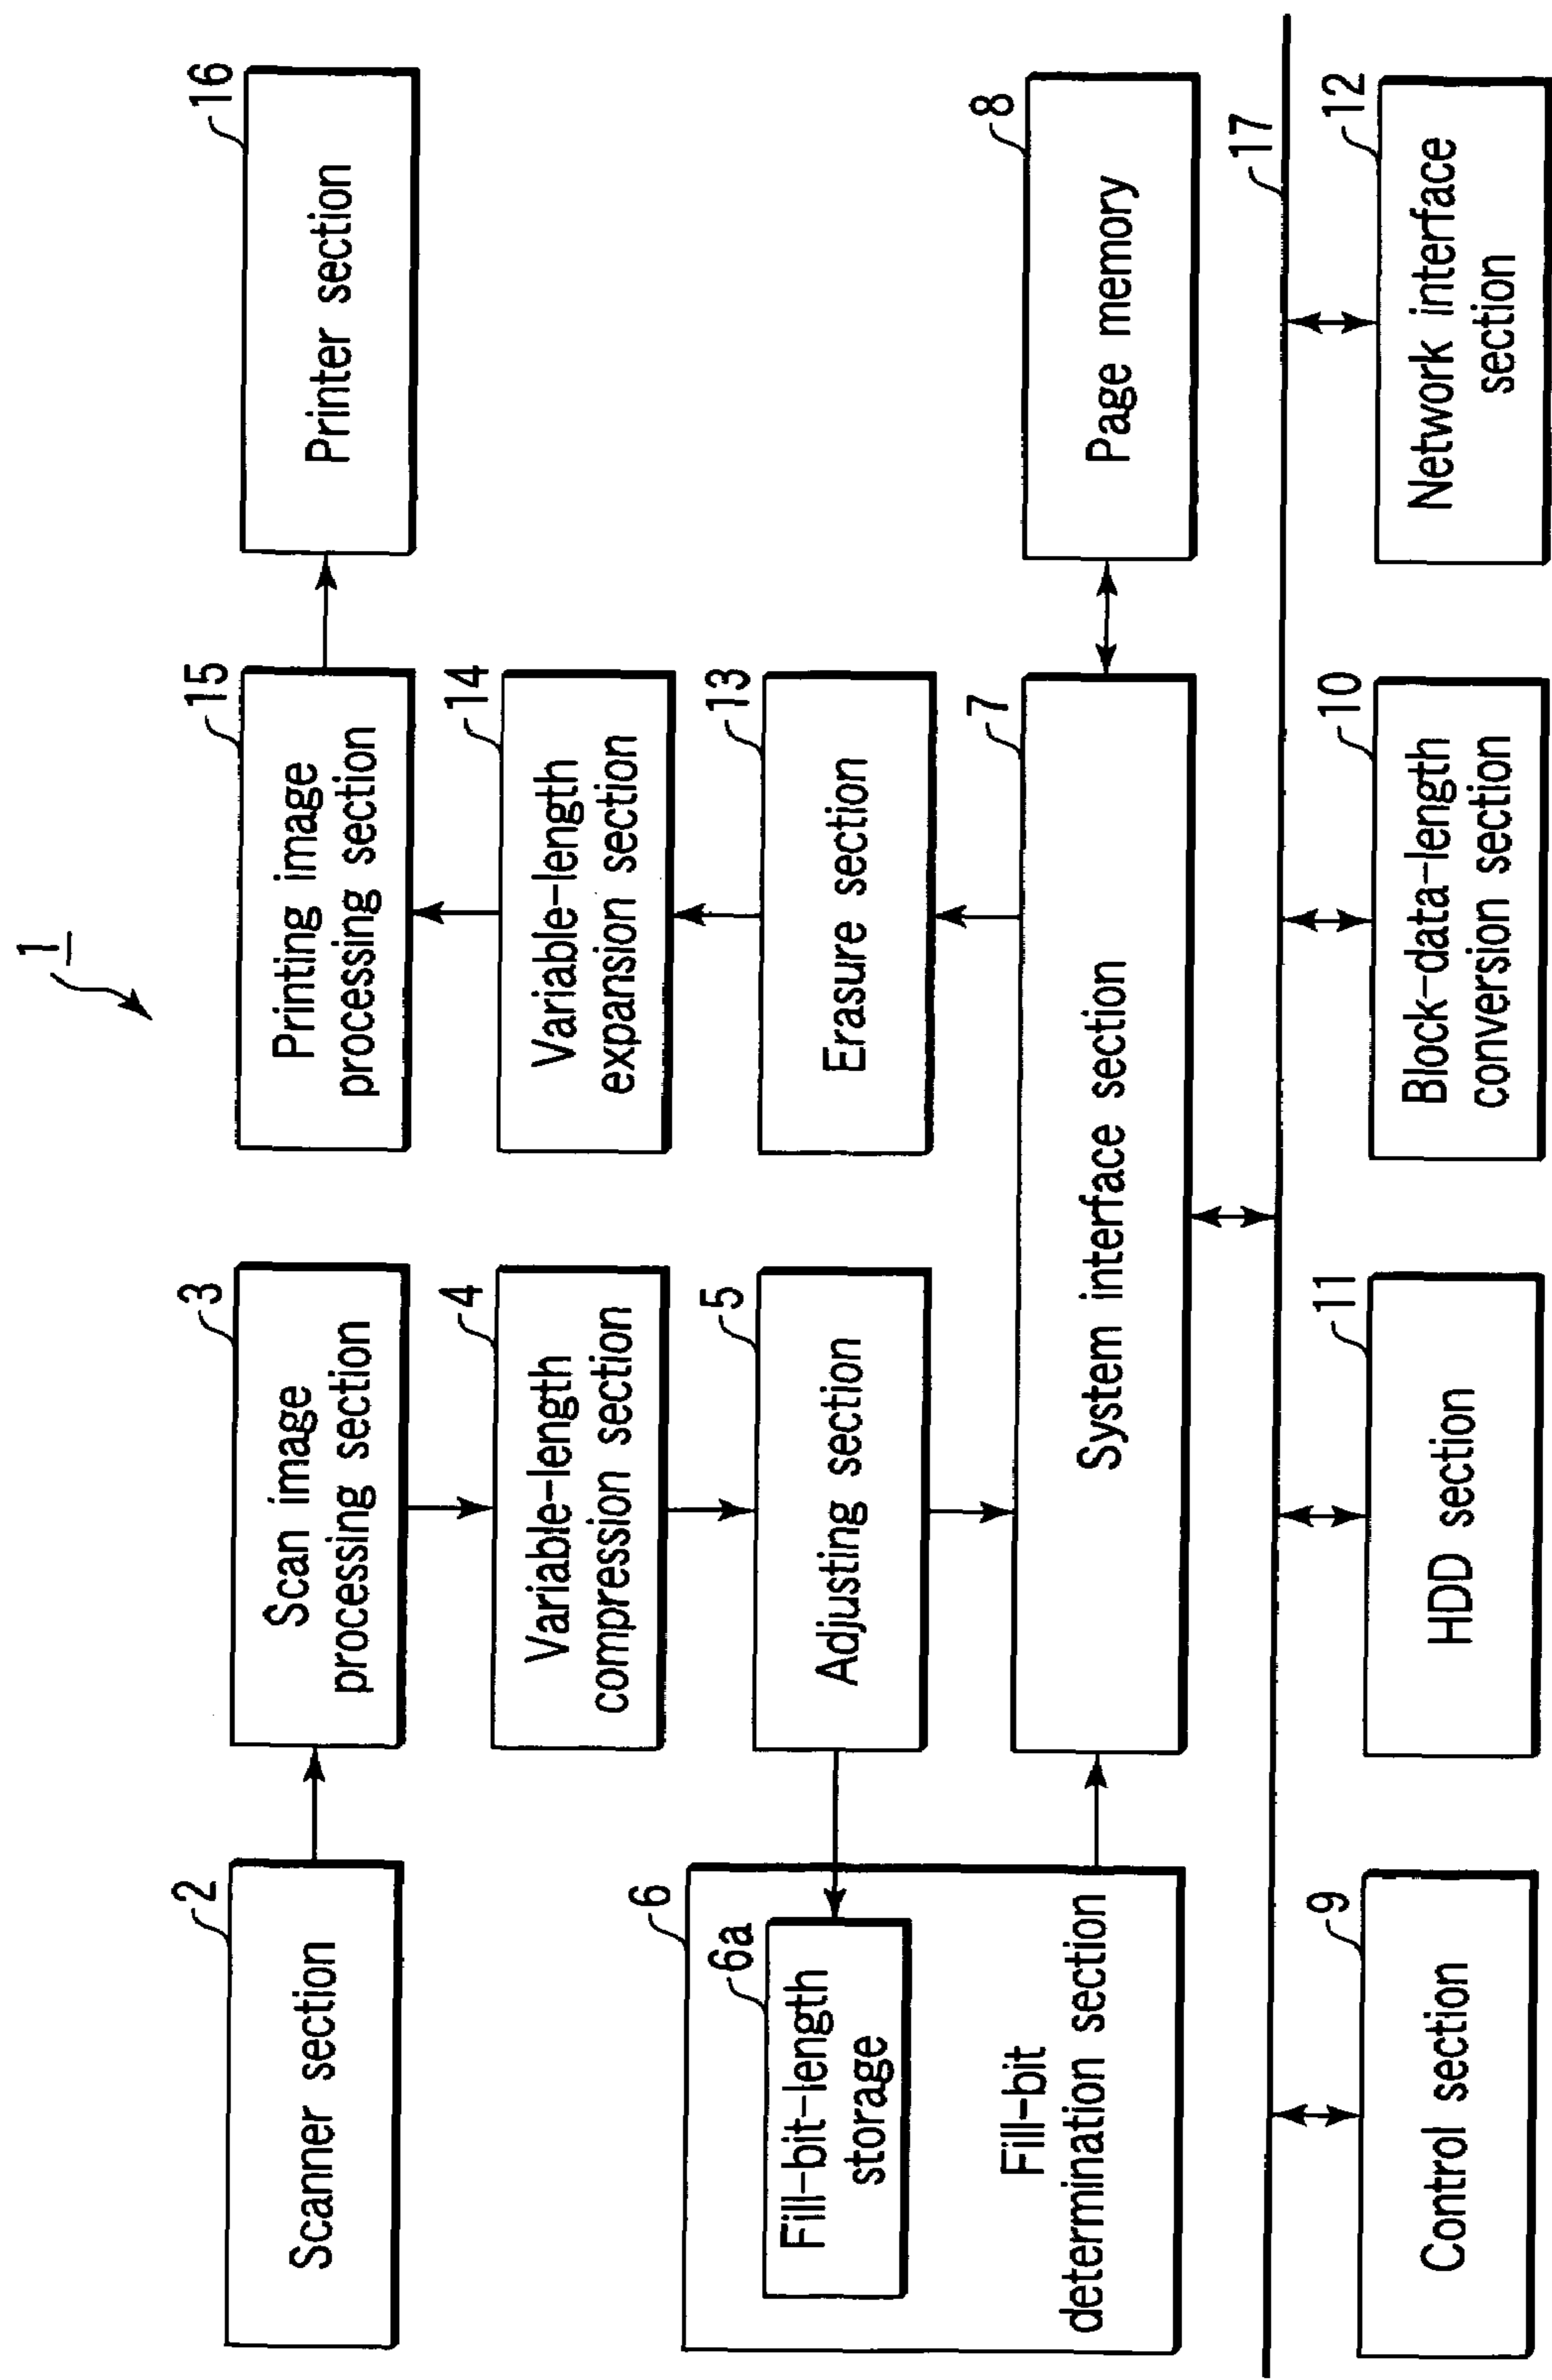 1
2
Scanner section
3
Scan image
processing section
15
Printing image
processing section
16
Printer section
4
Variable-length
compression section
14
Variable-length
expansion section
6
6a
Fill-bit-length
storage
Fill-bit
determination section
5
Adjusting section
13
Erasure section
7
System interface section
8
Page memory
17
9
Control section
11
HDD section
10
Block-data-length
conversion section
12
Network interface
section